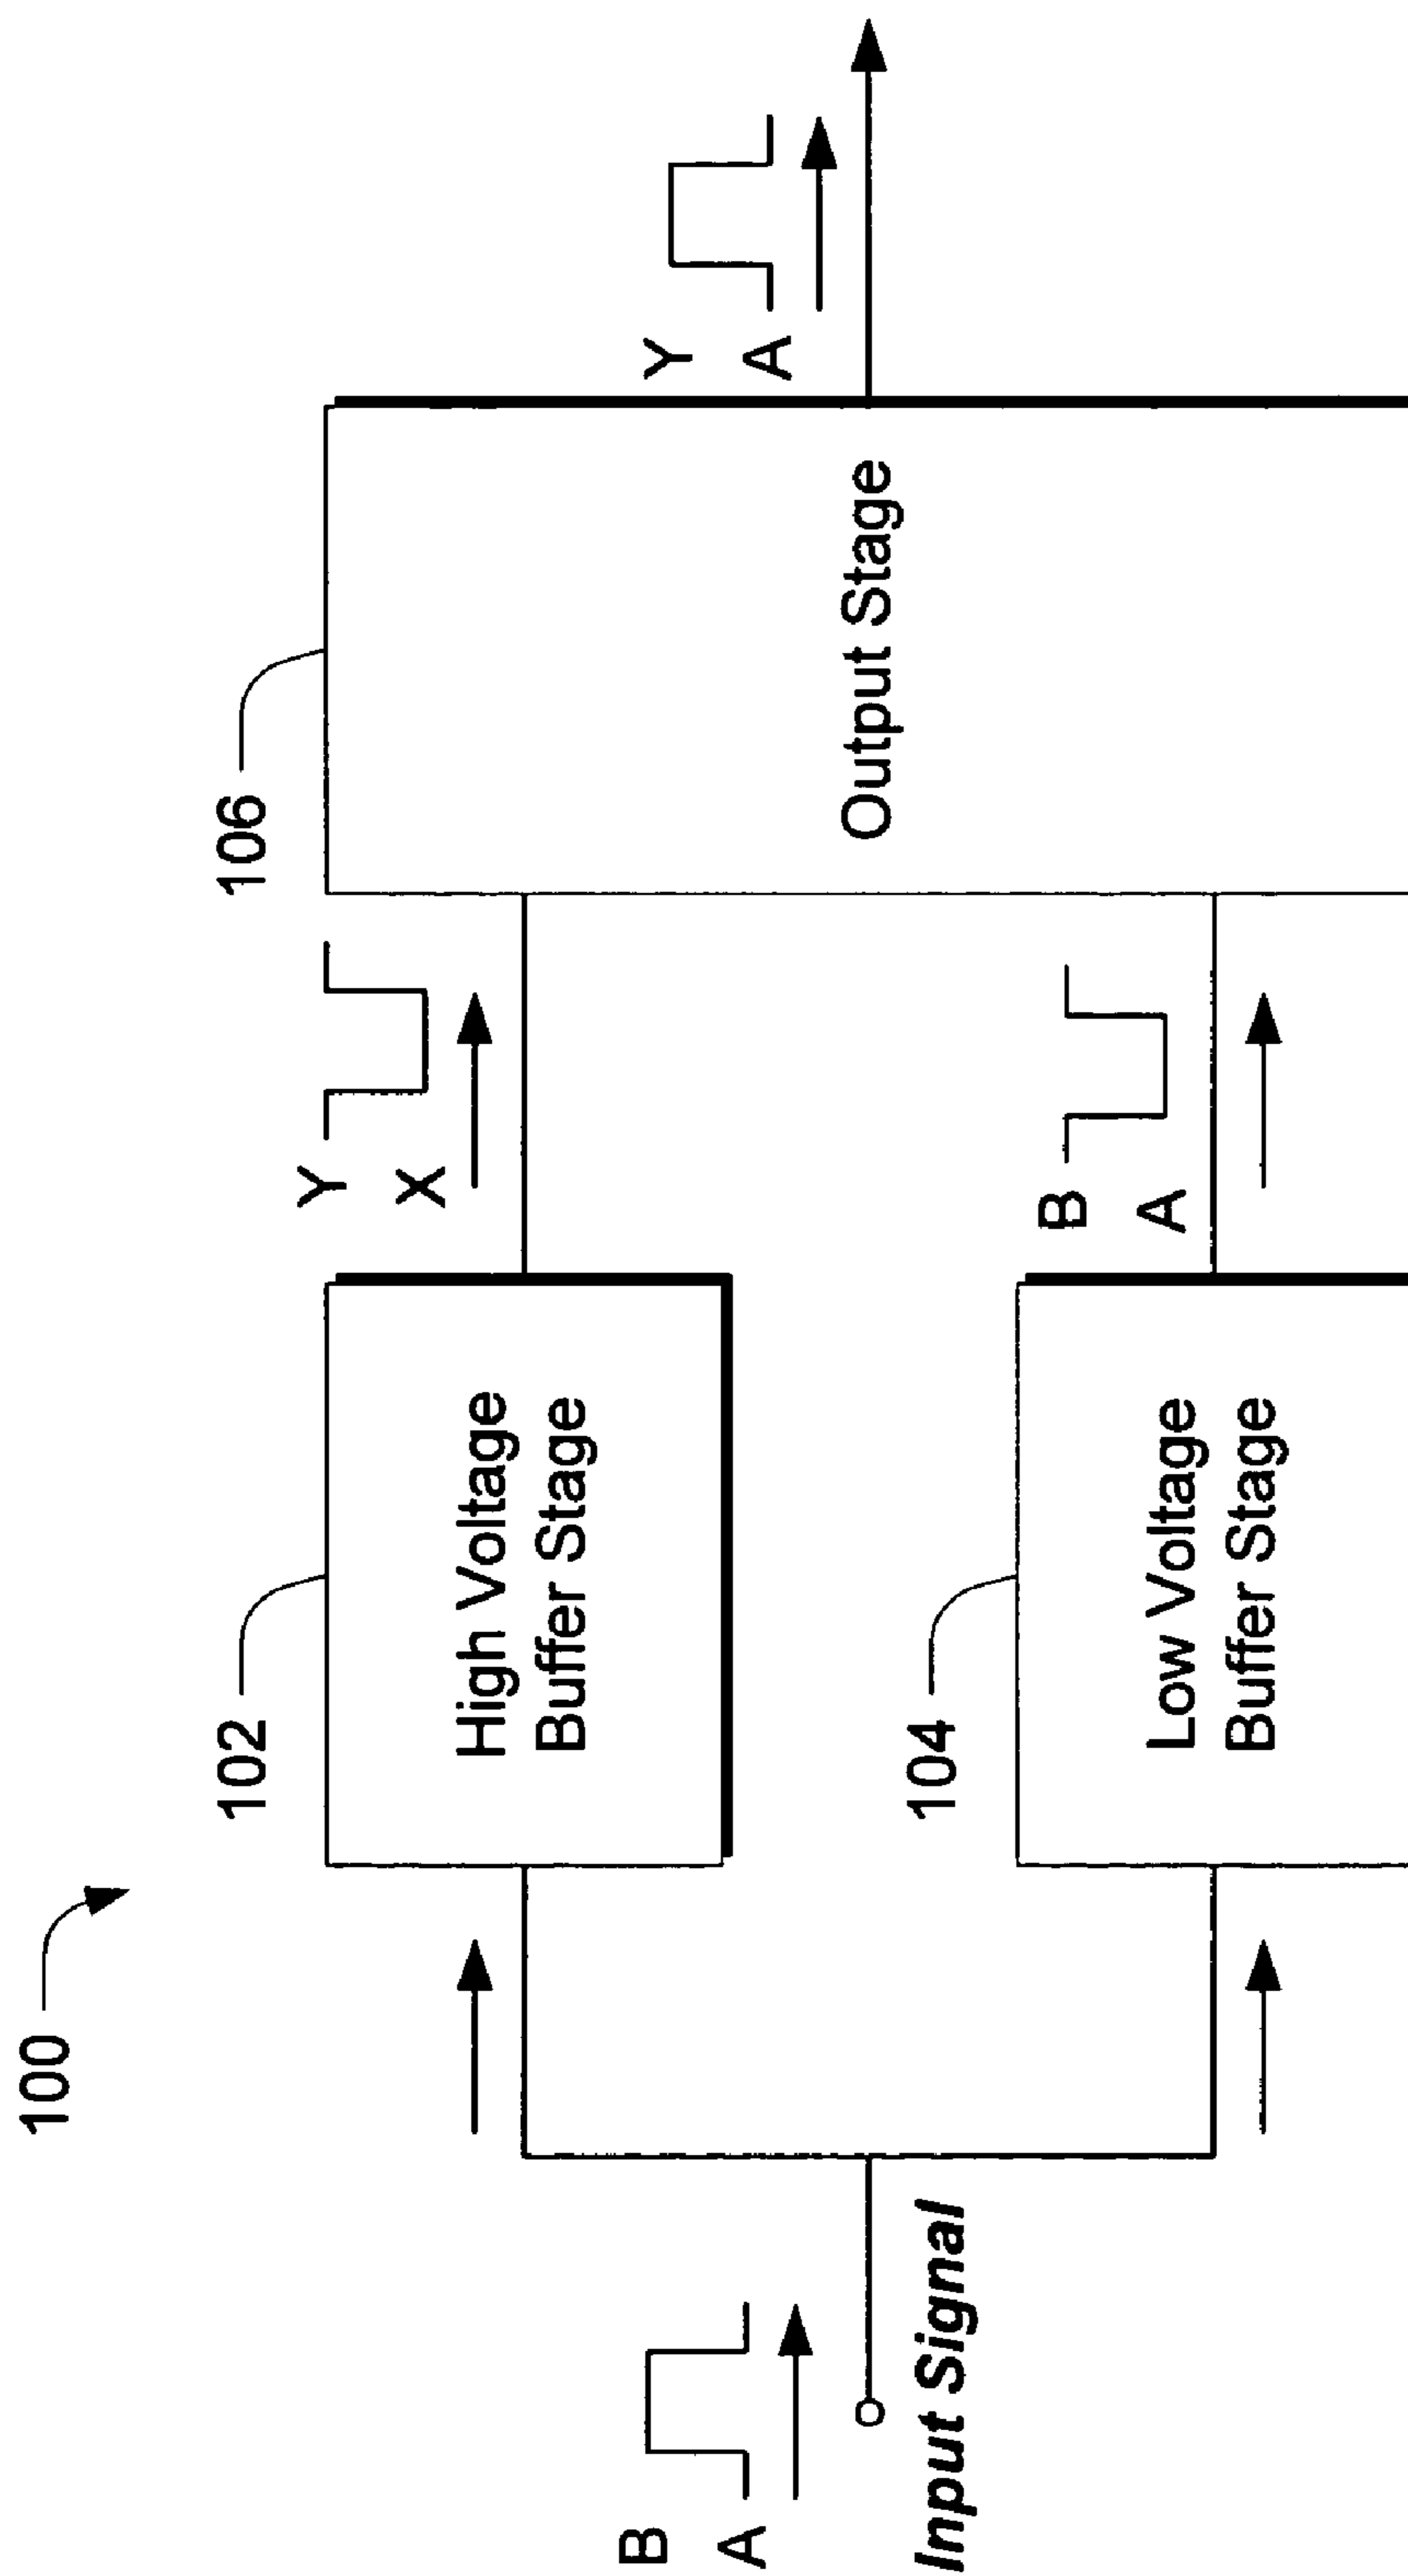 100
102
High Voltage
Buffer Stage
Y
X
106
Output Stage
Y
A
B
A
Input Signal
104
Low Voltage
Buffer Stage
B
A